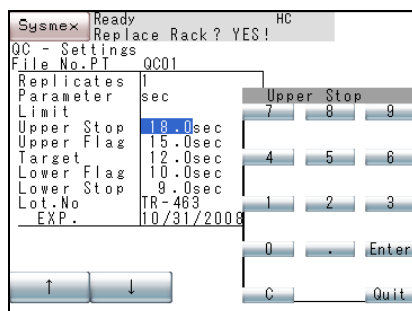 Sysmex Ready HC
Replace Rack? YES!
QC - Settings
File No.PT QC01
Replicates 1
Parameter sec
Limit
Upper Stop 18.0sec
Upper Flag 15.0sec
Target 12.0sec
Lower Flag 10.0sec
Lower Stop 9.0sec
Lot.No TR-463
EXP. 10/31/2008
Upper Stop
7 8 9
4 5 6
1 2 3
0 . Enter
C Quit
↑ ↓